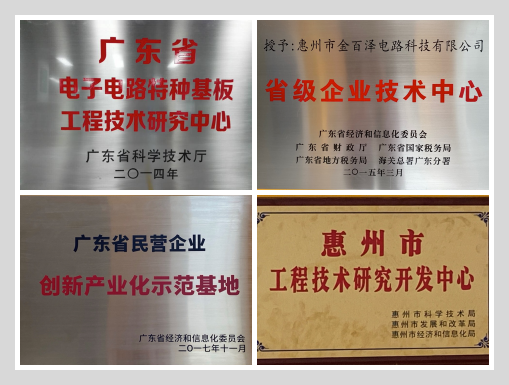 广东省
电子电路特种基板
工程技术研究中心
广东省科学技术厅
二〇一四年
授予:惠州市金百泽电路科技有限公司
省级企业技术中心
广东省经济和信息化委员会
广东省财政厅 广东省国家税务局
广东省地方税务局 海关总署广东分署
二〇一五年三月
广东省民营企业
创新产业化示范基地
广东省经济和信息化委员会
二〇一七年十一月
惠州市
工程技术研究开发中心
惠州市科学技术局
惠州市发展和改革局
惠州市经济和信息化局